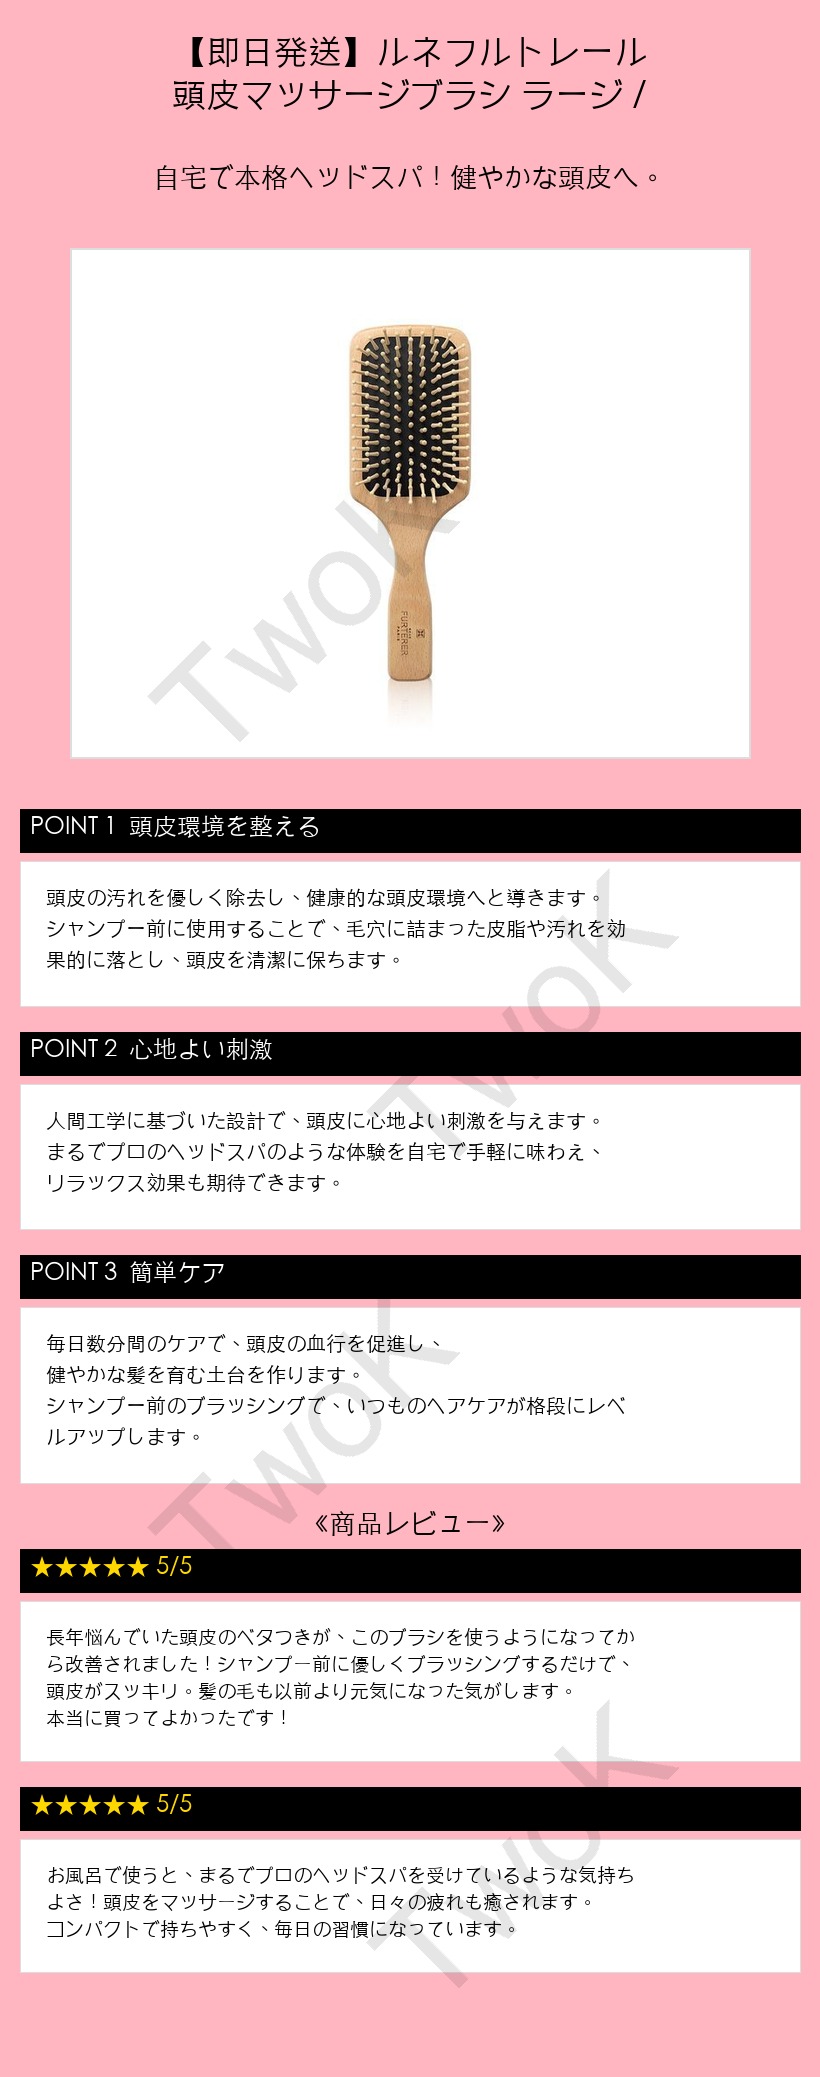 【即日発送】ルネフルトレール
頭皮マッサージブラシ ラージ /
自宅で本格ヘッドスパ！健やかな頭皮へ。
FURTERER
TwoK
POINT 1 頭皮環境を整える
頭皮の汚れを優しく除去し、健康的な頭皮環境へと導きます。
シャンプー前に使用することで、毛穴に詰まった皮脂や汚れを効
果的に落とし、頭皮を清潔に保ちます。
TwoK
POINT 2 心地よい刺激
人間工学に基づいた設計で、頭皮に心地よい刺激を与えます。
まるでプロのヘッドスパのような体験を自宅で手軽に味わえ、
リラックス効果も期待できます。
POINT 3 簡単ケア
毎日数分間のケアで、頭皮の血行を促進し、
健やかな髪を育む土台を作ります。
シャンプー前のブラッシングで、いつものヘアケアが格段にレベ
ルアップします。
TwoK
《商品レビュー》
★★★★★ 5/5
長年悩んでいた頭皮のベタつきが、このブラシを使うようになってか
ら改善されました！シャンプー前に優しくブラッシングするだけで、
頭皮がスッキリ。髪の毛も以前より元気になった気がします。
本当に買ってよかったです！
★★★★★ 5/5
お風呂で使うと、まるでプロのヘッドスパを受けているような気持ち
よさ！頭皮をマッサージすることで、日々の疲れも癒されます。
コンパクトで持ちやすく、毎日の習慣になっています。
TwoK